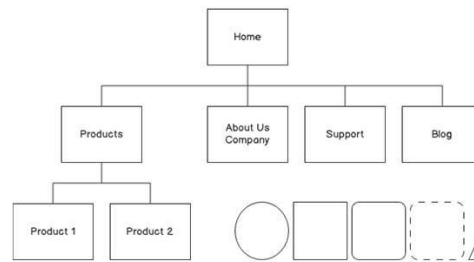 Home
Products
About Us
Company
Support
Blog
Product 1
Product 2